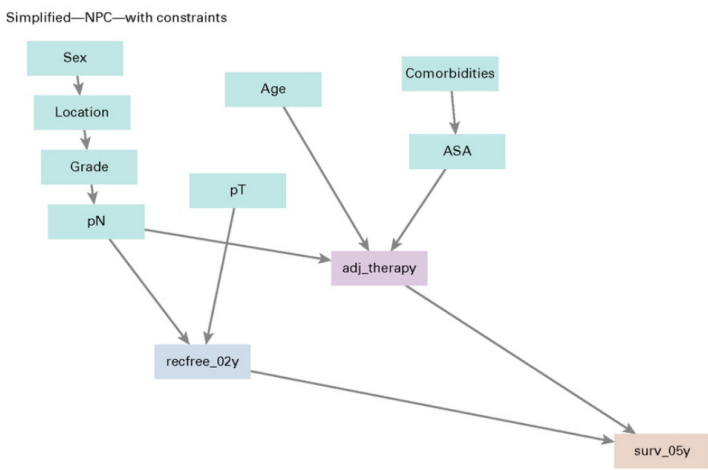 Simplified—NPC—with constraints
Sex
Location
Grade
pN
Age
pT
Comorbidities
ASA
adj_therapy
recfree_02y
surv_05y